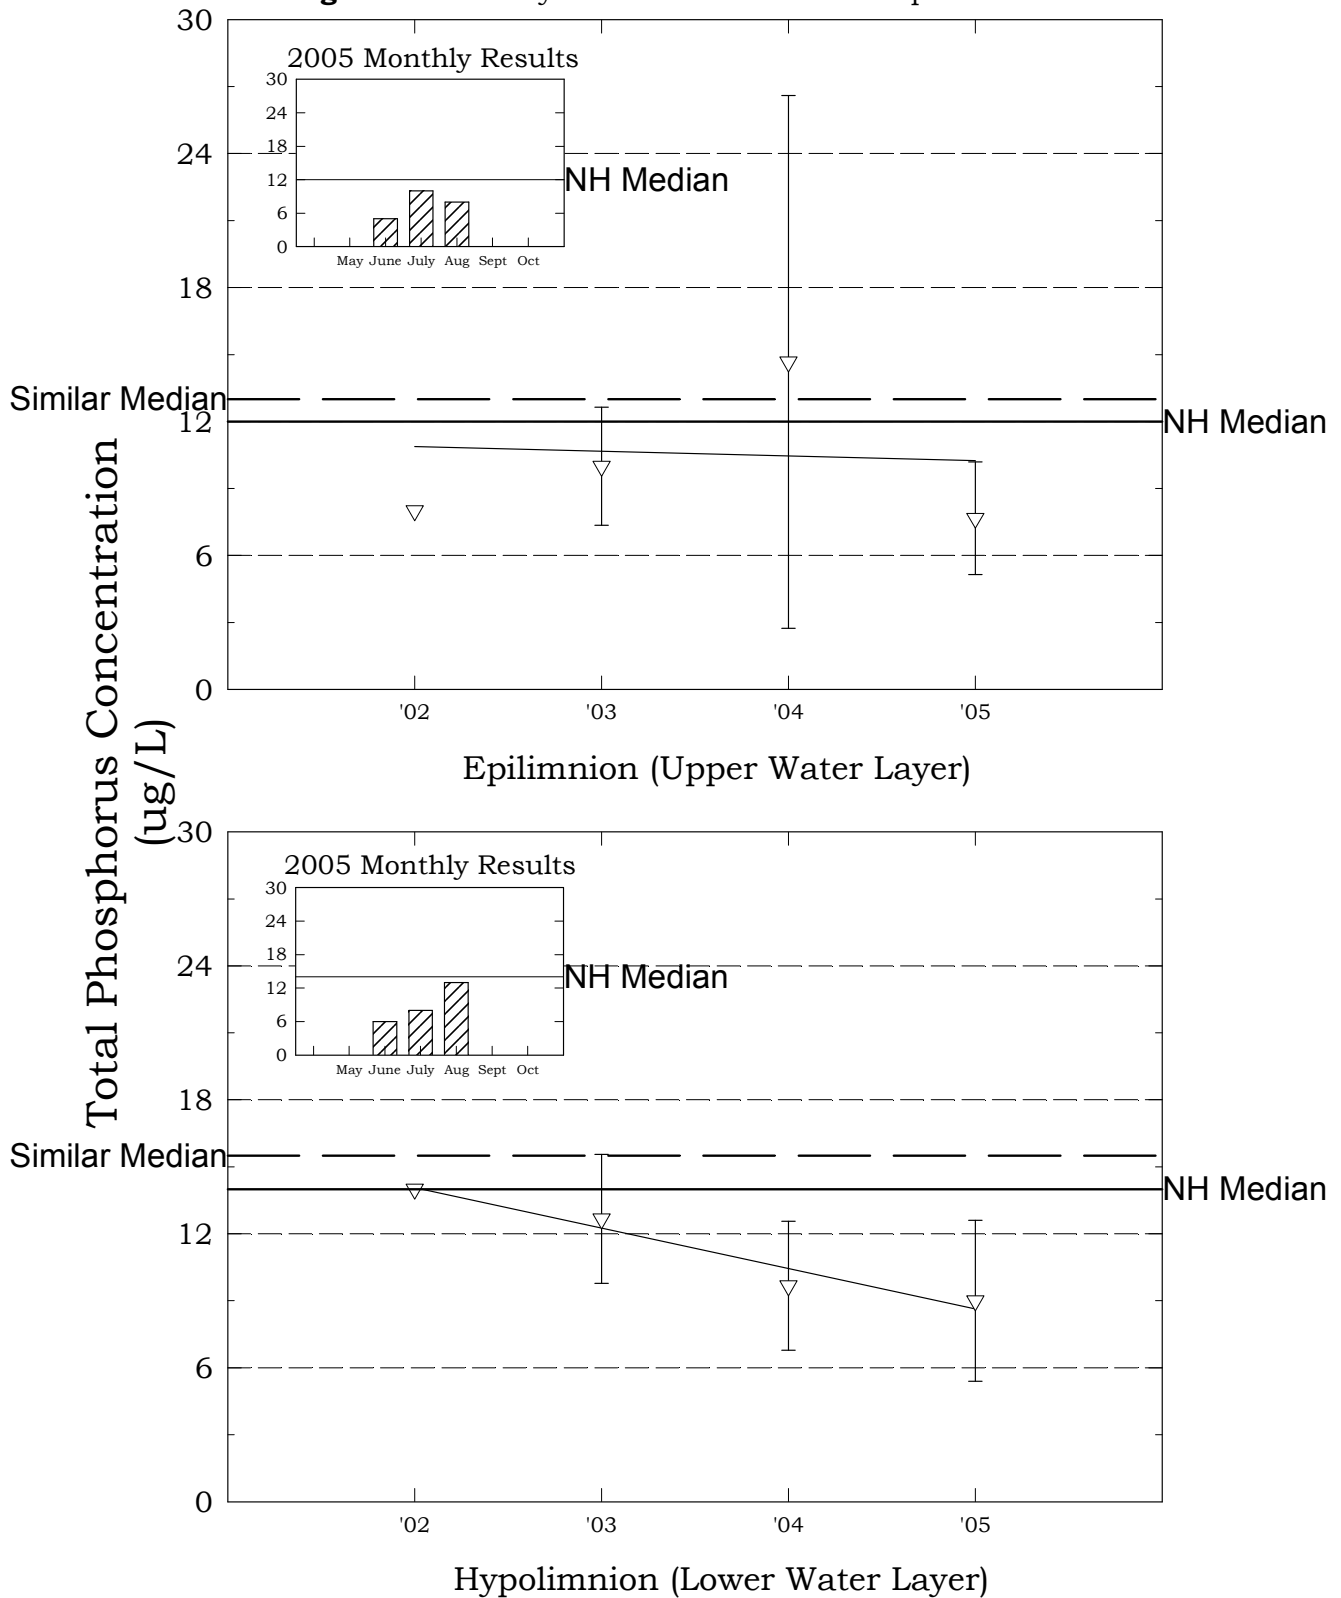 30
2005 Monthly Results
30
24
18
12
6
0
NH Median
May June July Aug Sept Oct
24
18
Similar Median
12
NH Median
6
0
'02 '03 '04 '05
Epilimnion (Upper Water Layer)
Total Phosphorus Concentration
(ug/L)
30
2005 Monthly Results
30
24
18
12
6
0
NH Median
May June July Aug Sept Oct
24
18
Similar Median
NH Median
12
6
0
'02 '03 '04 '05
Hypolimnion (Lower Water Layer)